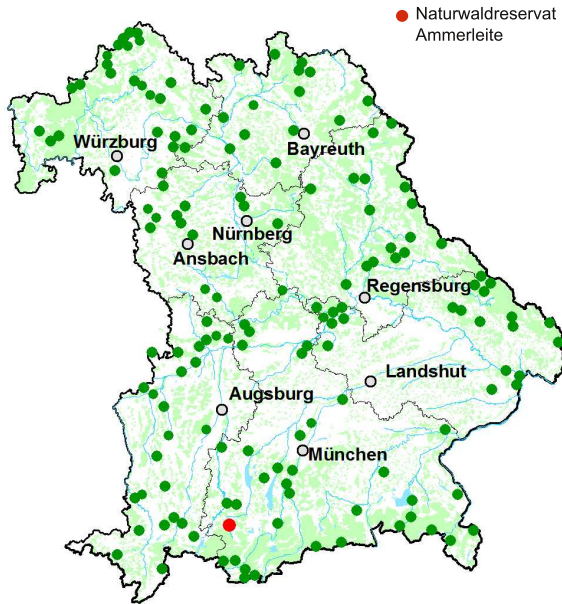 Naturwaldreservat
Ammerleite
Würzburg
Bayreuth
Nürnberg
Ansbach
Regensburg
Landshut
Augsburg
München